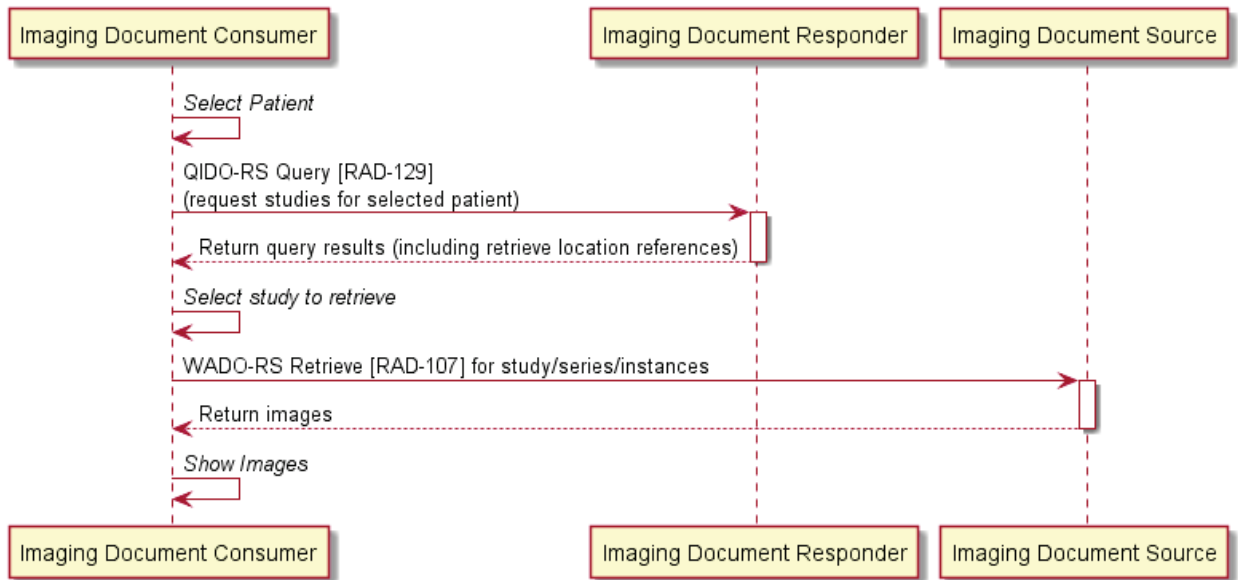 Imaging Document Consumer
Imaging Document Responder
Imaging Document Source
Select Patient
QIDO-RS Query [RAD-129]
(request studies for selected patient)
Return query results (including retrieve location references)
Select study to retrieve
WADO-RS Retrieve [RAD-107] for study/series/instances
Return images
Show Images
Imaging Document Consumer
Imaging Document Responder
Imaging Document Source